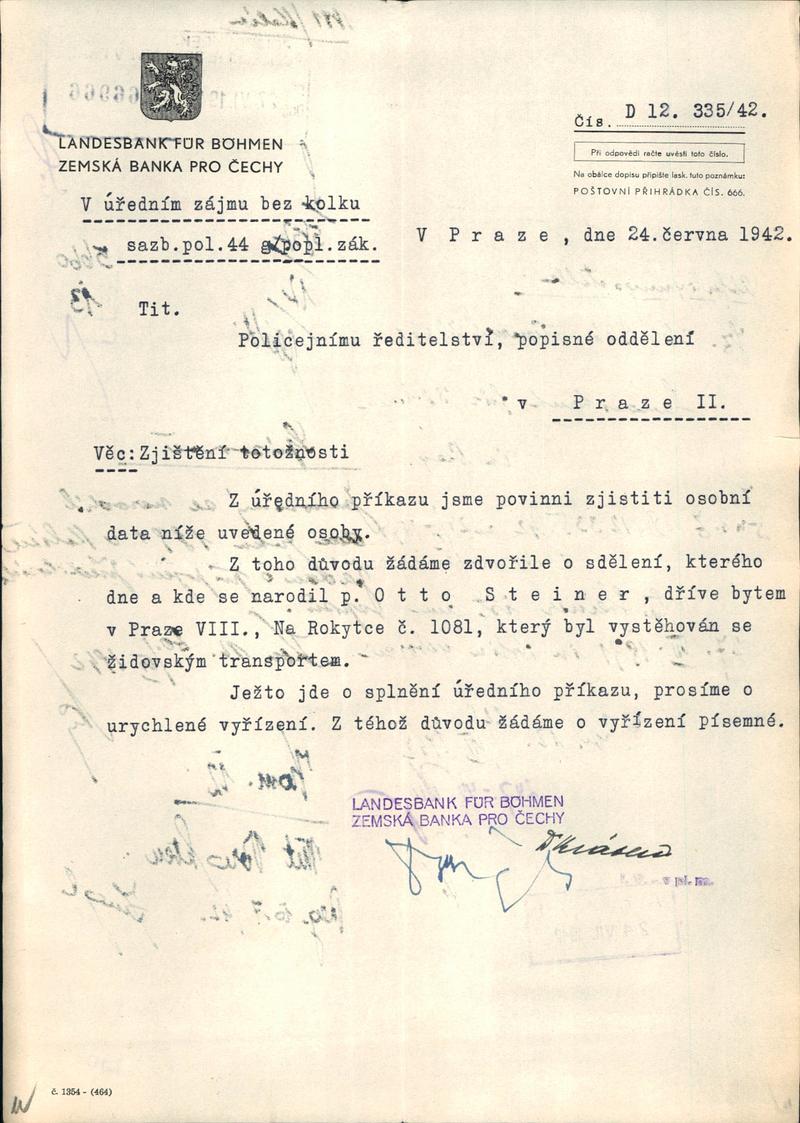 LANDESBANK FÜR BÖHMEN
ZEMSKÁ BANKA PRO ČECHY
Čís. D 12. 335/42.
Při odpovědi račte uvésti toto číslo.
Na obálce dopisu připište lask. tuto poznámku:
POŠTOVNÍ PŘIHRÁDKA ČÍS. 666.
V úředním zájmu bez kolku
sazb.pol.44 g/popl.zák.
V Praze, dne 24.června 1942.
Tit.
Policejnímu ředitelství, popisné oddělení
v Praze II.
Věc: Zjištění totožnosti
Z úředního příkazu jsme povinni zjistiti osobní
data níže uvedené osoby.
Z toho důvodu žádáme zdvořile o sdělení, kterého
dne a kde se narodil p. Otto Steiner, dříve bytem
v Praze VIII., Na Rokytce č. 1081, který byl vystěhován se
židovským transportem.
Ježto jde o splnění úředního příkazu, prosíme o
urychlené vyřízení. Z téhož důvodu žádáme o vyřízení písemné.
LANDESBANK FÜR BÖHMEN
ZEMSKÁ BANKA PRO ČECHY
č. 1354 - (464)